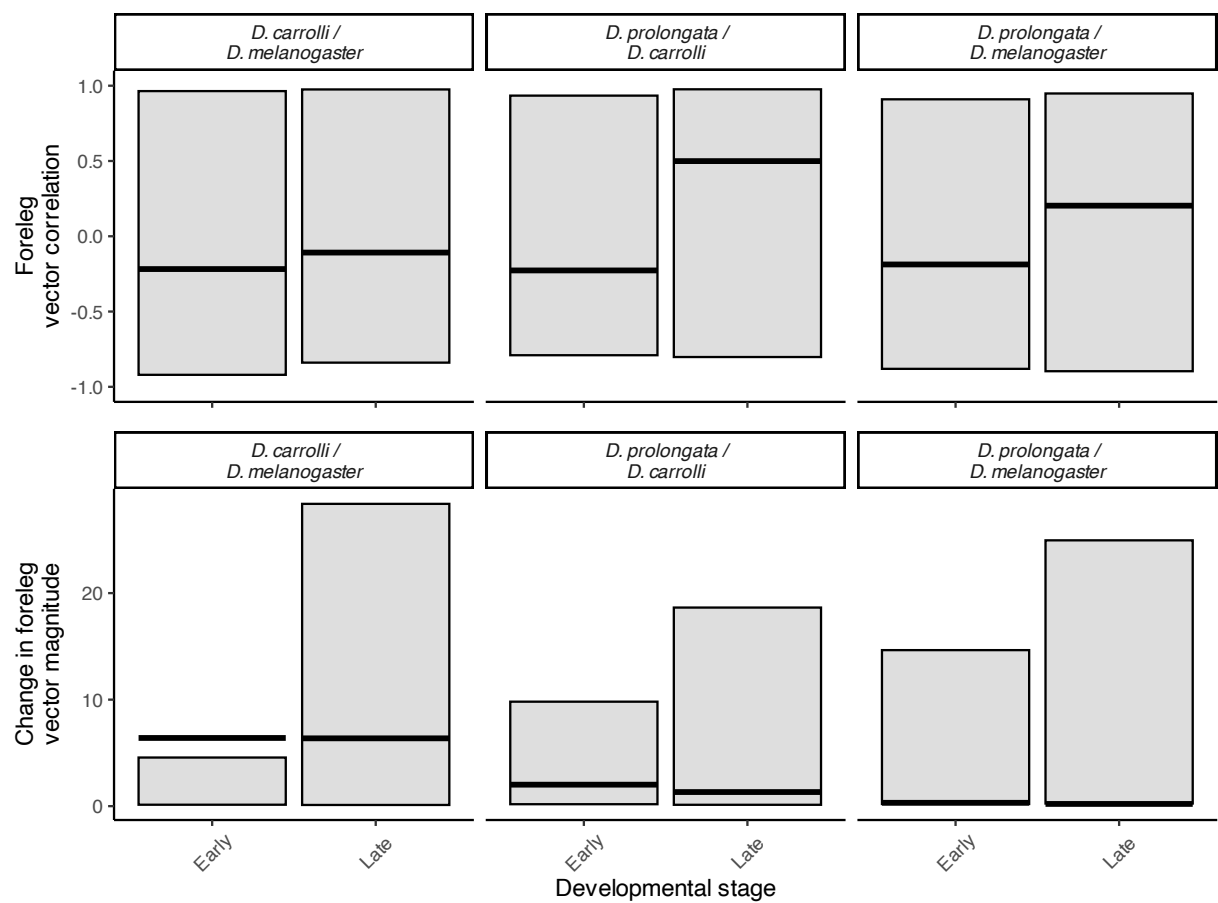 D. carrolli /
D. melanogaster
D. prolongata /
D. carrolli
D. prolongata /
D. melanogaster
Foreleg
vector correlation
1.0
0.5
0.0
-0.5
-1.0
D. carrolli /
D. melanogaster
D. prolongata /
D. carrolli
D. prolongata /
D. melanogaster
Change in foreleg
vector magnitude
20
10
0
Early
Late
Early
Late
Early
Late
Developmental stage